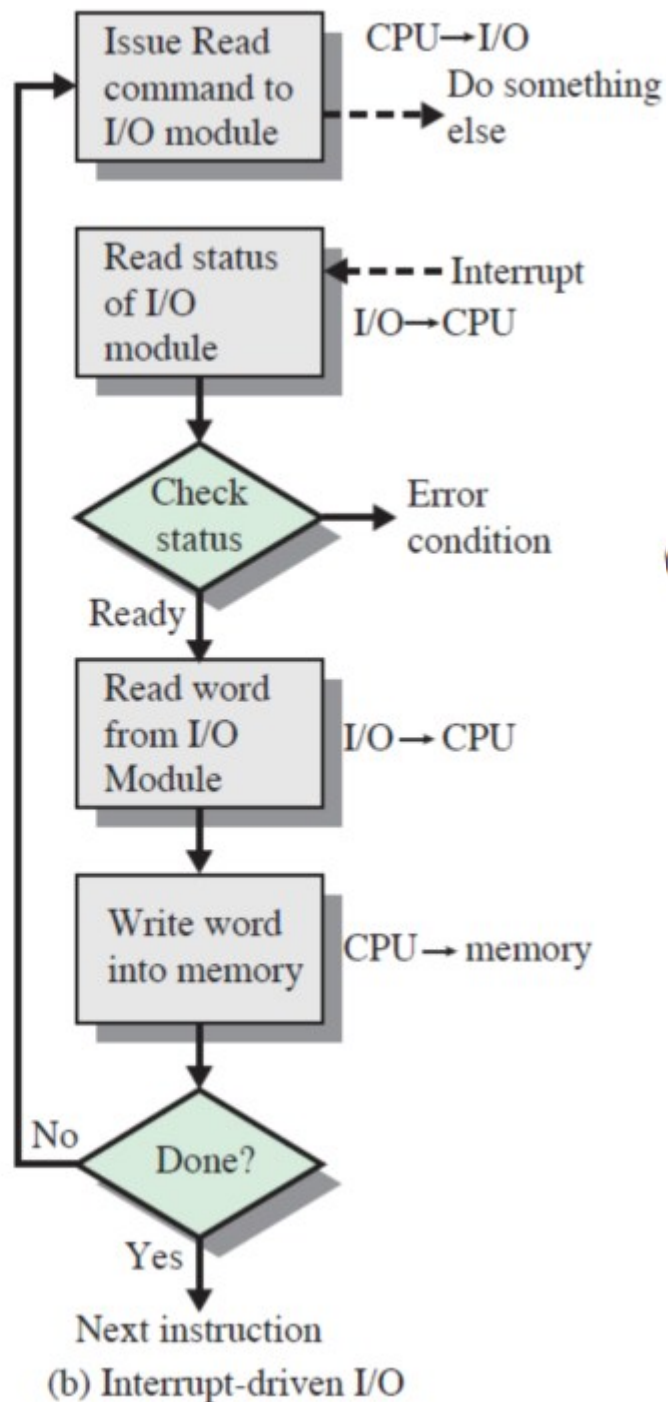 Issue Read
command to
I/O module
CPU→I/O
Do something
else
Read status
of I/O
module
Interrupt
I/O→CPU
Check
status
Error
condition
Ready
Read word
from I/O
Module
I/O → CPU
Write word
into memory
CPU → memory
No
Done?
Yes
Next instruction
(b) Interrupt-driven I/O